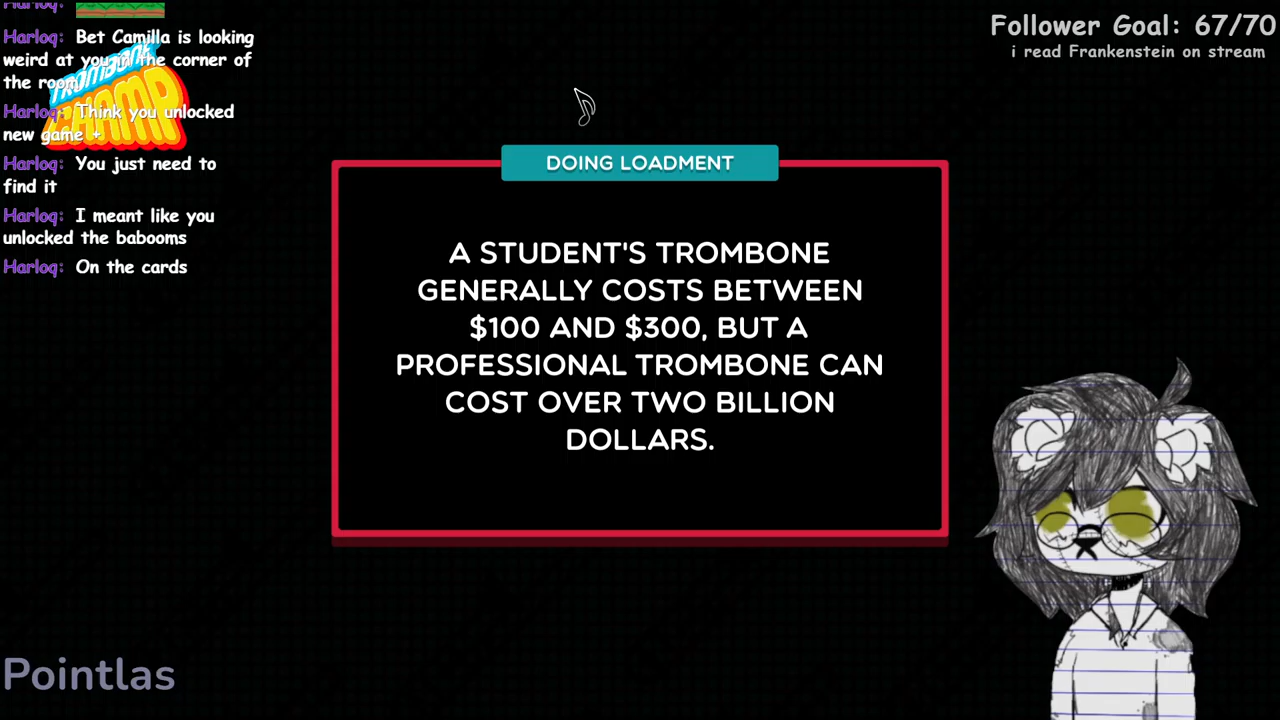 Harloq:
Harloq: Bet Camilla is looking
weird at you in the corner of
the room
Harloq: Think you unlocked
new game +
Harloq: You just need to
find it
Harloq: I meant like you
unlocked the babooms
Harloq: On the cards
TROMBONE
CHAMP
Follower Goal: 67/70
i read Frankenstein on stream
DOING LOADMENT
A STUDENT'S TROMBONE
GENERALLY COSTS BETWEEN
$100 AND $300, BUT A
PROFESSIONAL TROMBONE CAN
COST OVER TWO BILLION
DOLLARS.
Pointlas